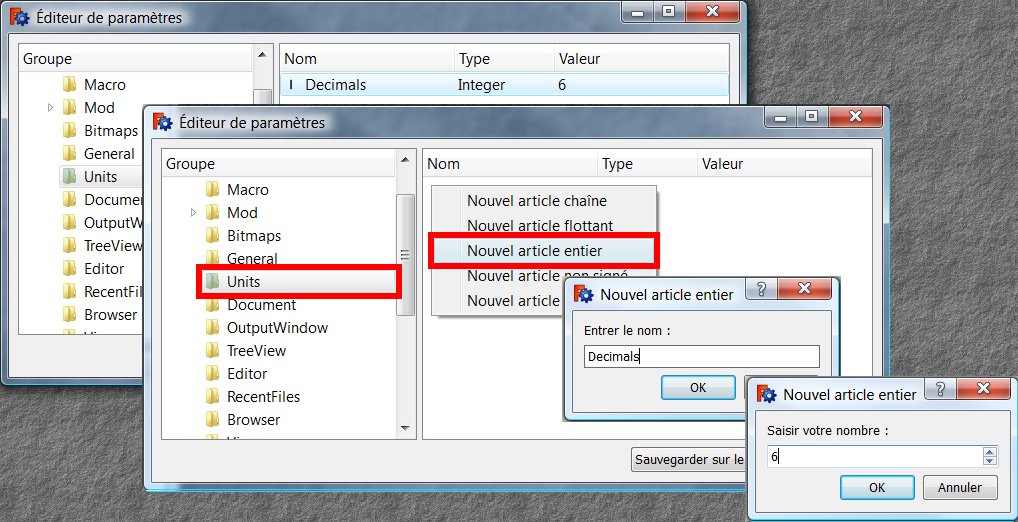 Éditeur de paramètres
Groupe
Macro
Mod
Bitmaps
General
Units
OutputW
TreeView
Editor
RecentFil
Browser
Nom Type Valeur
Decimals Integer 6
Éditeur de paramètres
Groupe
Macro
Mod
Bitmaps
General
Units
Document
OutputWindow
TreeView
Editor
RecentFiles
Browser
Nom Type Valeur
Nouvel article chaîne
Nouvel article flottant
Nouvel article entier
Nouvel article non signé
Nouvel article
Sauvegarder sur le
Nouvel article entier ?
Entrer le nom :
Decimals
OK
Nouvel article entier ?
Saisir votre nombre :
6
OK Annuler